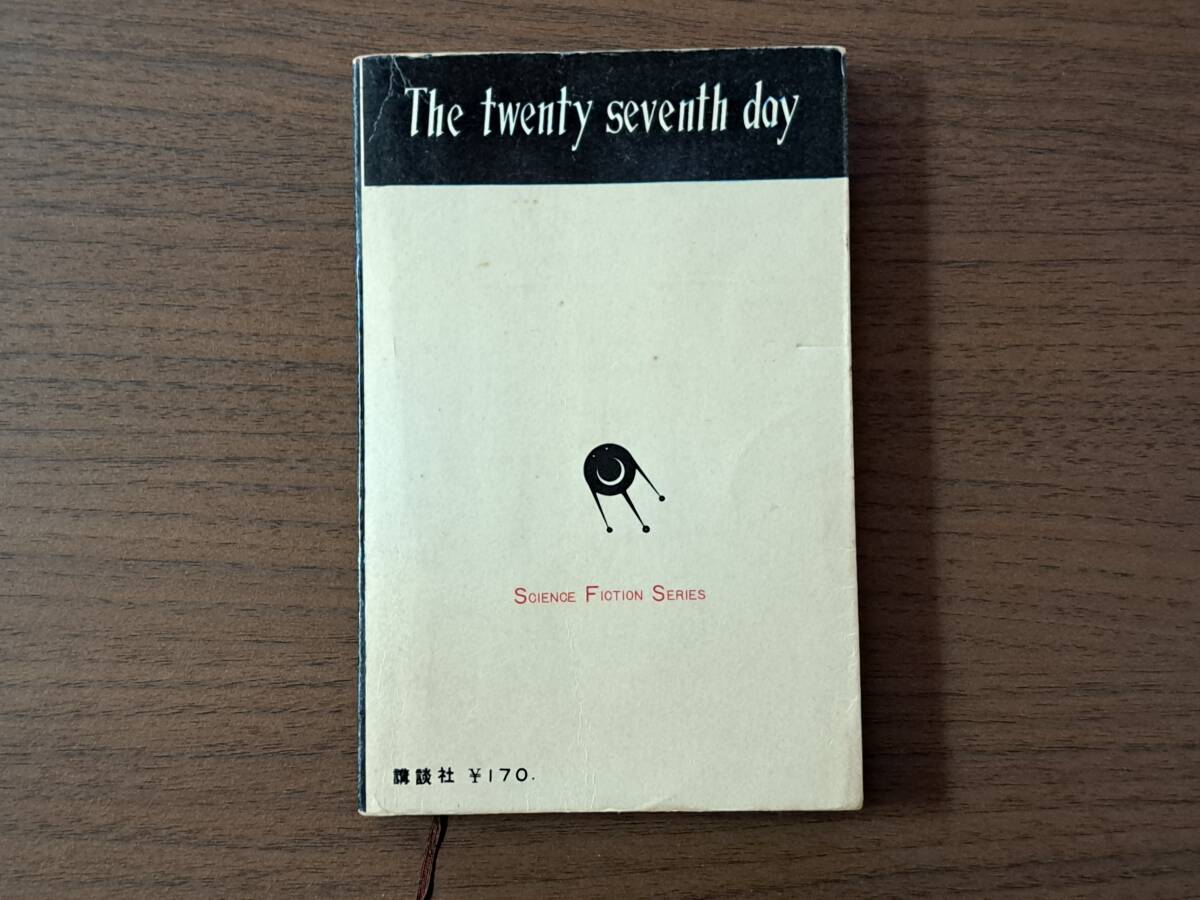 The twenty seventh day
SCIENCE FICTION SERIES
講談社 ¥170.